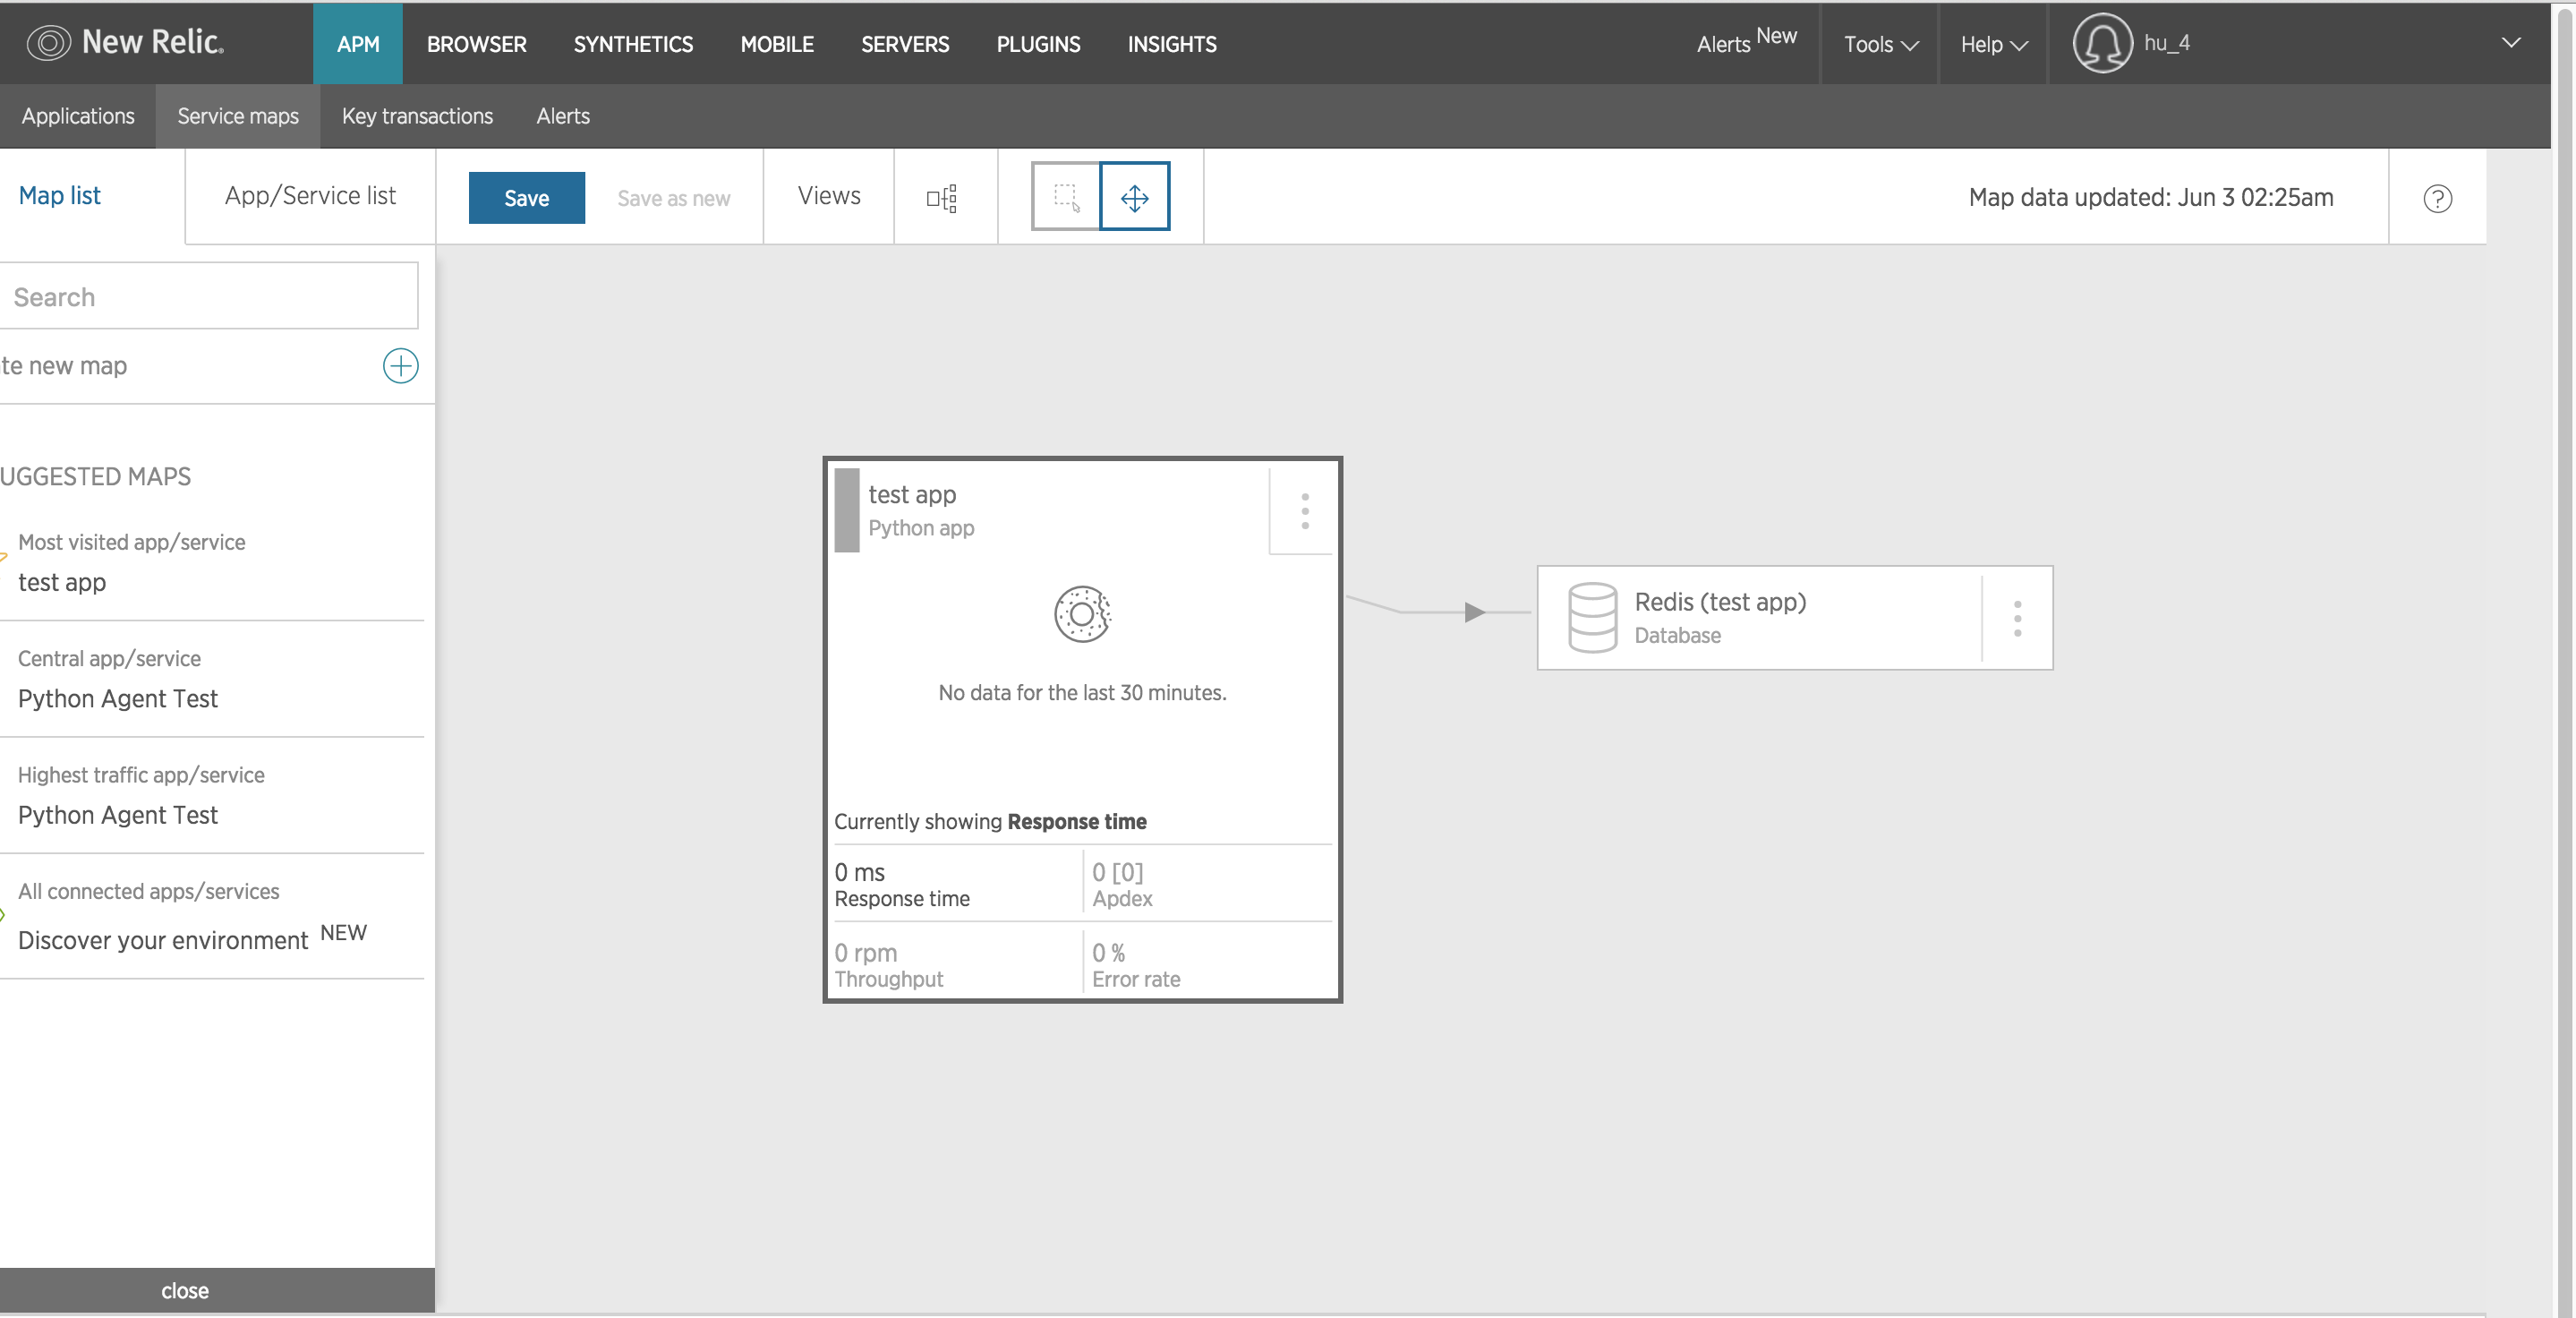 New Relic.
APM BROWSER SYNTHETICS MOBILE SERVERS PLUGINS INSIGHTS
Alerts New Tools Help hu_4
Applications Service maps Key transactions Alerts
Map list App/Service list Save Save as new Views Map data updated: Jun 3 02:25am ?
Search
te new map
UGGESTED MAPS
Most visited app/service
test app
Central app/service
Python Agent Test
Highest traffic app/service
Python Agent Test
All connected apps/services
Discover your environment NEW
close
test app
Python app
No data for the last 30 minutes.
Currently showing Response time
0 ms
Response time
0 [0]
Apdex
0 rpm
Throughput
0 %
Error rate
Redis (test app)
Database